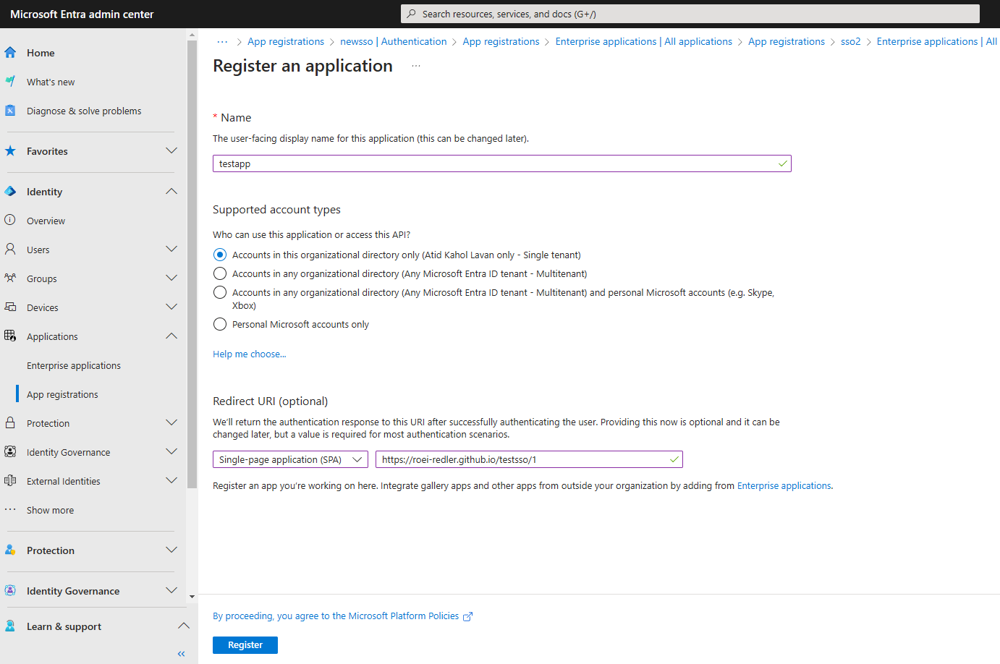 Microsoft Entra admin center
Search resources, services, and docs (G+/)
Home
What's new
Diagnose & solve problems
Favorites
Identity
Overview
Users
Groups
Devices
Applications
Enterprise applications
App registrations
Protection
Identity Governance
External Identities
Show more
Protection
Identity Governance
Learn & support
... > App registrations > newsso | Authentication > App registrations > Enterprise applications | All applications > App registrations > sso2 > Enterprise applications | All
Register an application ...
* Name
The user-facing display name for this application (this can be changed later).
testapp
Supported account types
Who can use this application or access this API?
Accounts in this organizational directory only (Atid Kahol Lavan only - Single tenant)
Accounts in any organizational directory (Any Microsoft Entra ID tenant - Multitenant)
Accounts in any organizational directory (Any Microsoft Entra ID tenant - Multitenant) and personal Microsoft accounts (e.g. Skype,
Xbox)
Personal Microsoft accounts only
Help me choose...
Redirect URI (optional)
We'll return the authentication response to this URI after successfully authenticating the user. Providing this now is optional and it can be
changed later, but a value is required for most authentication scenarios.
Single-page application (SPA)
https://roei-redler.github.io/testsso/1
Register an app you're working on here. Integrate gallery apps and other apps from outside your organization by adding from Enterprise applications.
By proceeding, you agree to the Microsoft Platform Policies
Register